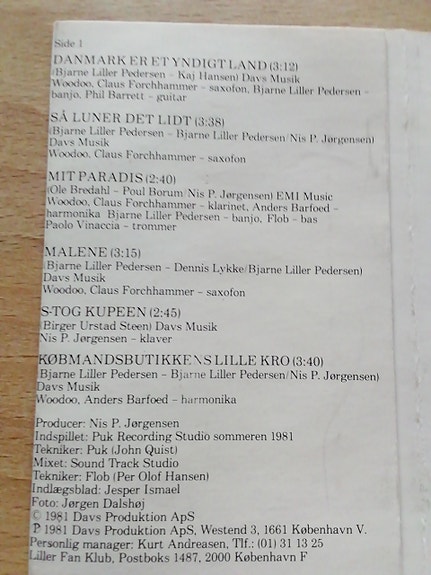 Side 1
DANMARK ER ET YNDIGT LAND (3:12)
(Bjarne Liller Pedersen – Kaj Hansen) Davs Musik
Woodoo, Claus Forchhammer – saxofon, Bjarne Liller Pedersen –
banjo, Phil Barrett – guitar
SÅ LUNER DET LIDT (3:38)
(Bjarne Liller Pedersen – Bjarne Liller Pedersen/Nis P. Jørgensen)
Davs Musik
Woodoo, Claus Forchhammer – saxofon
MIT PARADIS (2:40)
(Ole Bredahl – Poul Borum/Nis P. Jørgensen) EMI Music
Woodoo, Claus Forchhammer – klarinet, Anders Barfoed –
harmonika Bjarne Liller Pedersen – banjo, Flob – bas
Paolo Vinaccia – trommer
MALENE (3:15)
(Bjarne Liller Pedersen – Dennis Lykke/Bjarne Liller Pedersen)
Davs Musik
Woodoo, Claus Forchhammer – saxofon
S-TOG KUPEEN (2:45)
(Birger Urstad Steen) Davs Musik
Nis P. Jørgensen – klaver
KØBMANDSBUTIKKENS LILLE KRO (3:40)
(Bjarne Liller Pedersen – Bjarne Liller Pedersen/Nis P. Jørgensen)
Davs Musik
Woodoo, Anders Barfoed – harmonika
Producer: Nis P. Jørgensen
Indspillet: Puk Recording Studio sommeren 1981
Tekniker: Puk (John Quist)
Mixet: Sound Track Studio
Tekniker: Flob (Per Olof Hansen)
Indlægsblad: Jesper Ismael
Foto: Jørgen Dalshøj
© 1981 Davs Produktion ApS
℗ 1981 Davs Produktion ApS, Westend 3, 1661 København V.
Personlig manager: Kurt Andreasen, Tlf.: (01) 31 13 25
Liller Fan Klub, Postboks 1487, 2000 København F